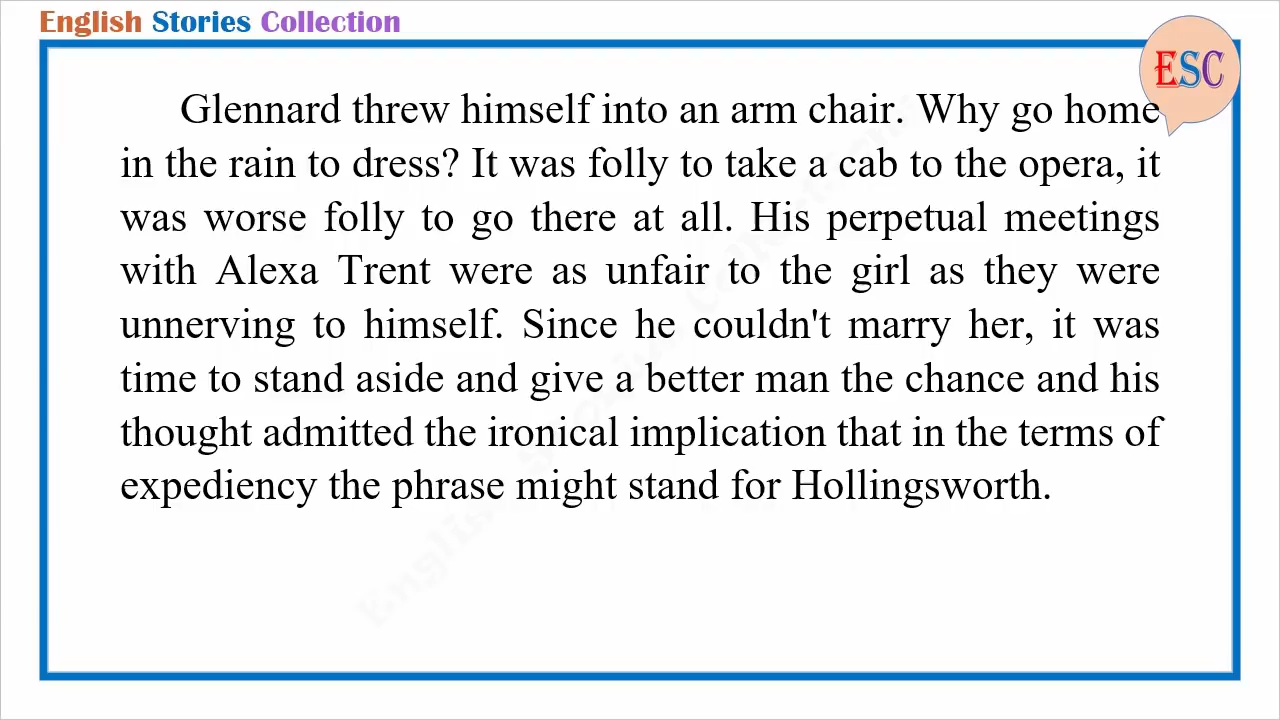 English Stories Collection
ESC
Glennard threw himself into an arm chair. Why go home
in the rain to dress? It was folly to take a cab to the opera, it
was worse folly to go there at all. His perpetual meetings
with Alexa Trent were as unfair to the girl as they were
unnerving to himself. Since he couldn't marry her, it was
time to stand aside and give a better man the chance and his
thought admitted the ironical implication that in the terms of
expediency the phrase might stand for Hollingsworth.
English Stories Collection